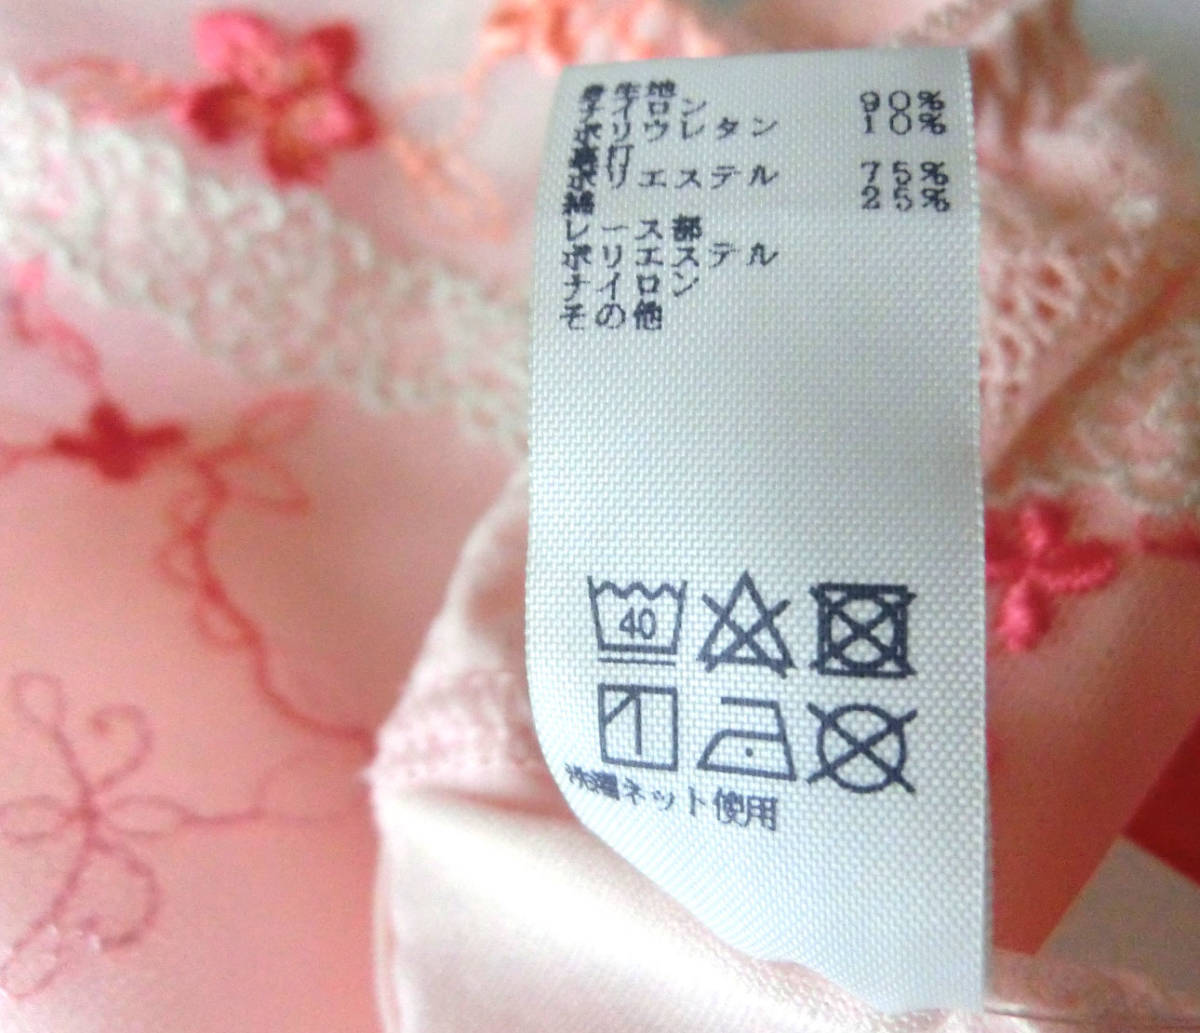 身生地
ナイロン 90%
ポリウレタン 10%
裏打
ポリエステル 75%
綿 25%
レース部
ポリエステル
ナイロン
その他
40
洗濯ネット使用